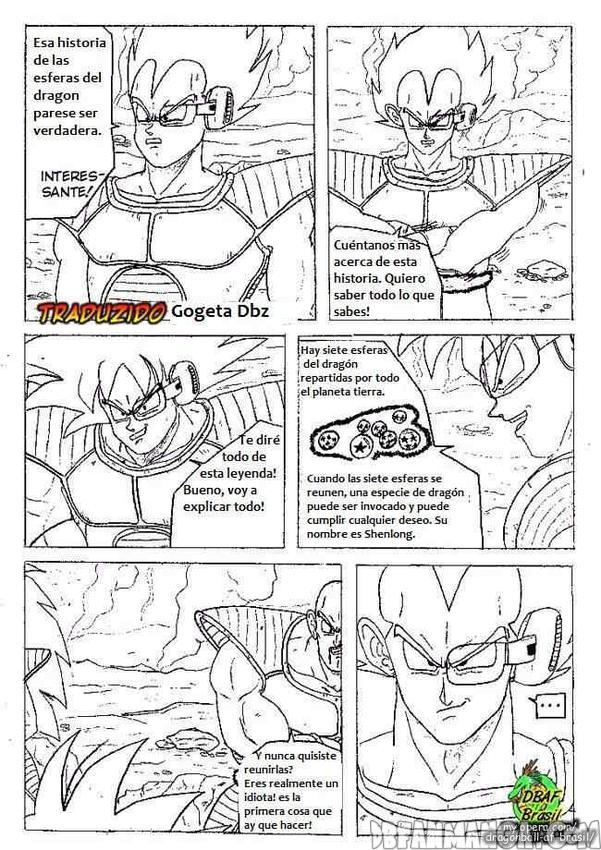 Esa historia
de las
esferas del
dragon
parese ser
verdadera.
INTERES-
SANTE!
Cuéntanos más
acerca de esta
historia. Quiero
saber todo lo que
sabes!
TRADUZIDO Gogeta Dbz
Te diré
todo de
esta leyenda!
Bueno, voy a
explicar todo!
Hay siete esferas
del dragón
repartidas por todo
el planeta tierra.
Cuando las siete esferas se
reunen, una especie de dragón
puede ser invocado y puede
cumplir cualquier deseo. Su
nombre es Shenlong.
Y nunca quisiste
reunirlas?
Eres realmente un
idiota! es la
primera cosa que
ay que hacer!
...
DBAF
Brasil
my.opera.com/
dragonball-af_brasil/